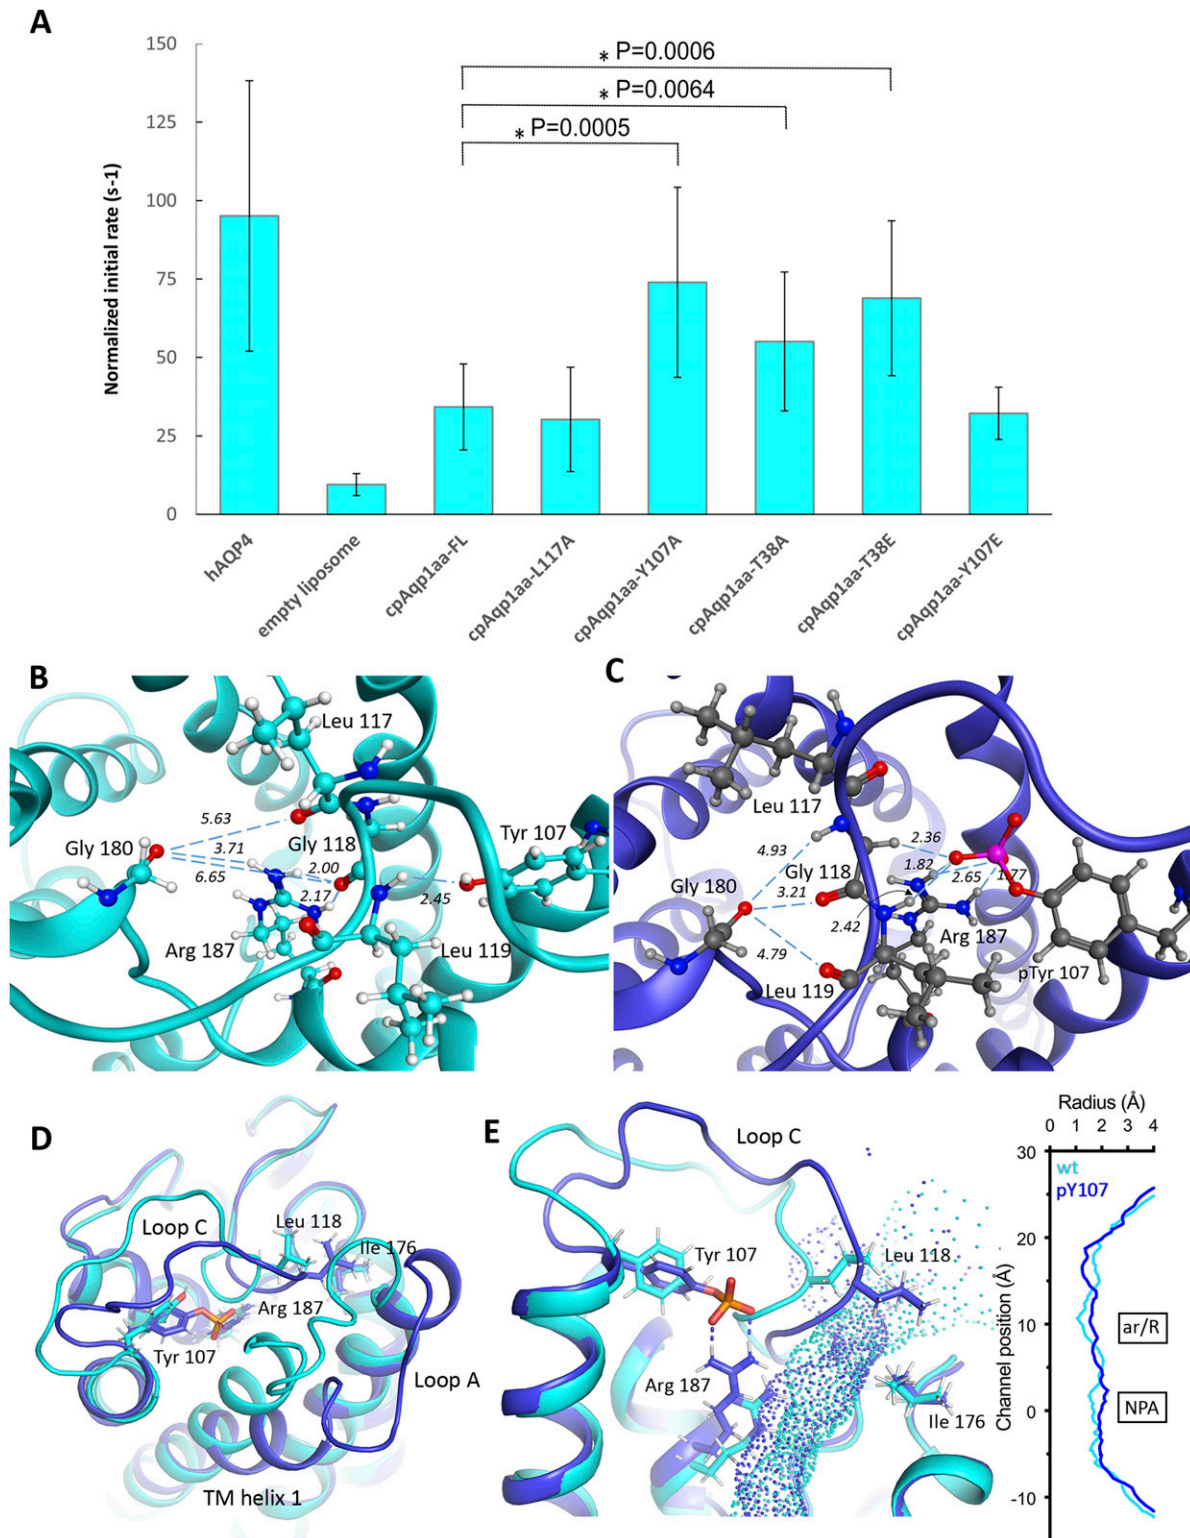 A
Normalized initial rate (s-1)
150
125
100
75
50
25
0
* P=0.0006
* P=0.0064
* P=0.0005
hAQP4
empty liposome
cpAqp1aa-FL
cpAqp1aa-L117A
cpAqp1aa-Y107A
cpAqp1aa-T38A
cpAqp1aa-T38E
cpAqp1aa-Y107E
B
Leu 117
5.63
Gly 180
3.71
Gly 118
Tyr 107
6.65
2.00
2.17
2.45
Arg 187
Leu 119
C
Leu 117
2.36
4.93
Gly 118
1.82
2.65
1.77
Gly 180
3.21
2.42
Arg 187
4.79
pTyr 107
Leu 119
D
Loop C
Leu 118
Ile 176
Arg 187
Tyr 107
Loop A
TM helix 1
E
Loop C
Tyr 107
Leu 118
Arg 187
Ile 176
Radius (Å)
0 1 2 3 4
30
wt
pY107
20
Channel position (Å)
10
ar/R
0
NPA
-10